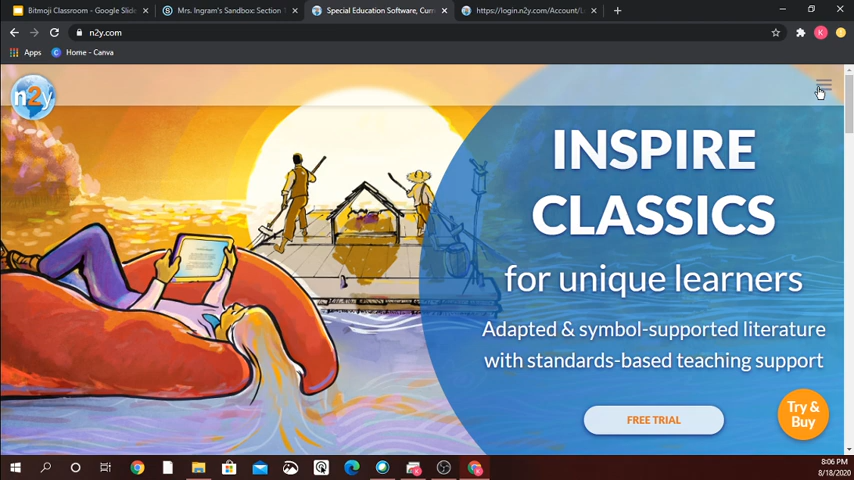 Bitmoji Classroom - Google Slide
Mrs. Ingram's Sandbox: Section 1
Special Education Software, Curr
https://login.n2y.com/Account/L
n2y.com
K
Apps
Home - Canva
n2y
INSPIRE
CLASSICS
for unique learners
Adapted & symbol-supported literature
with standards-based teaching support
FREE TRIAL
Try &
Buy
8:06 PM
8/18/2020